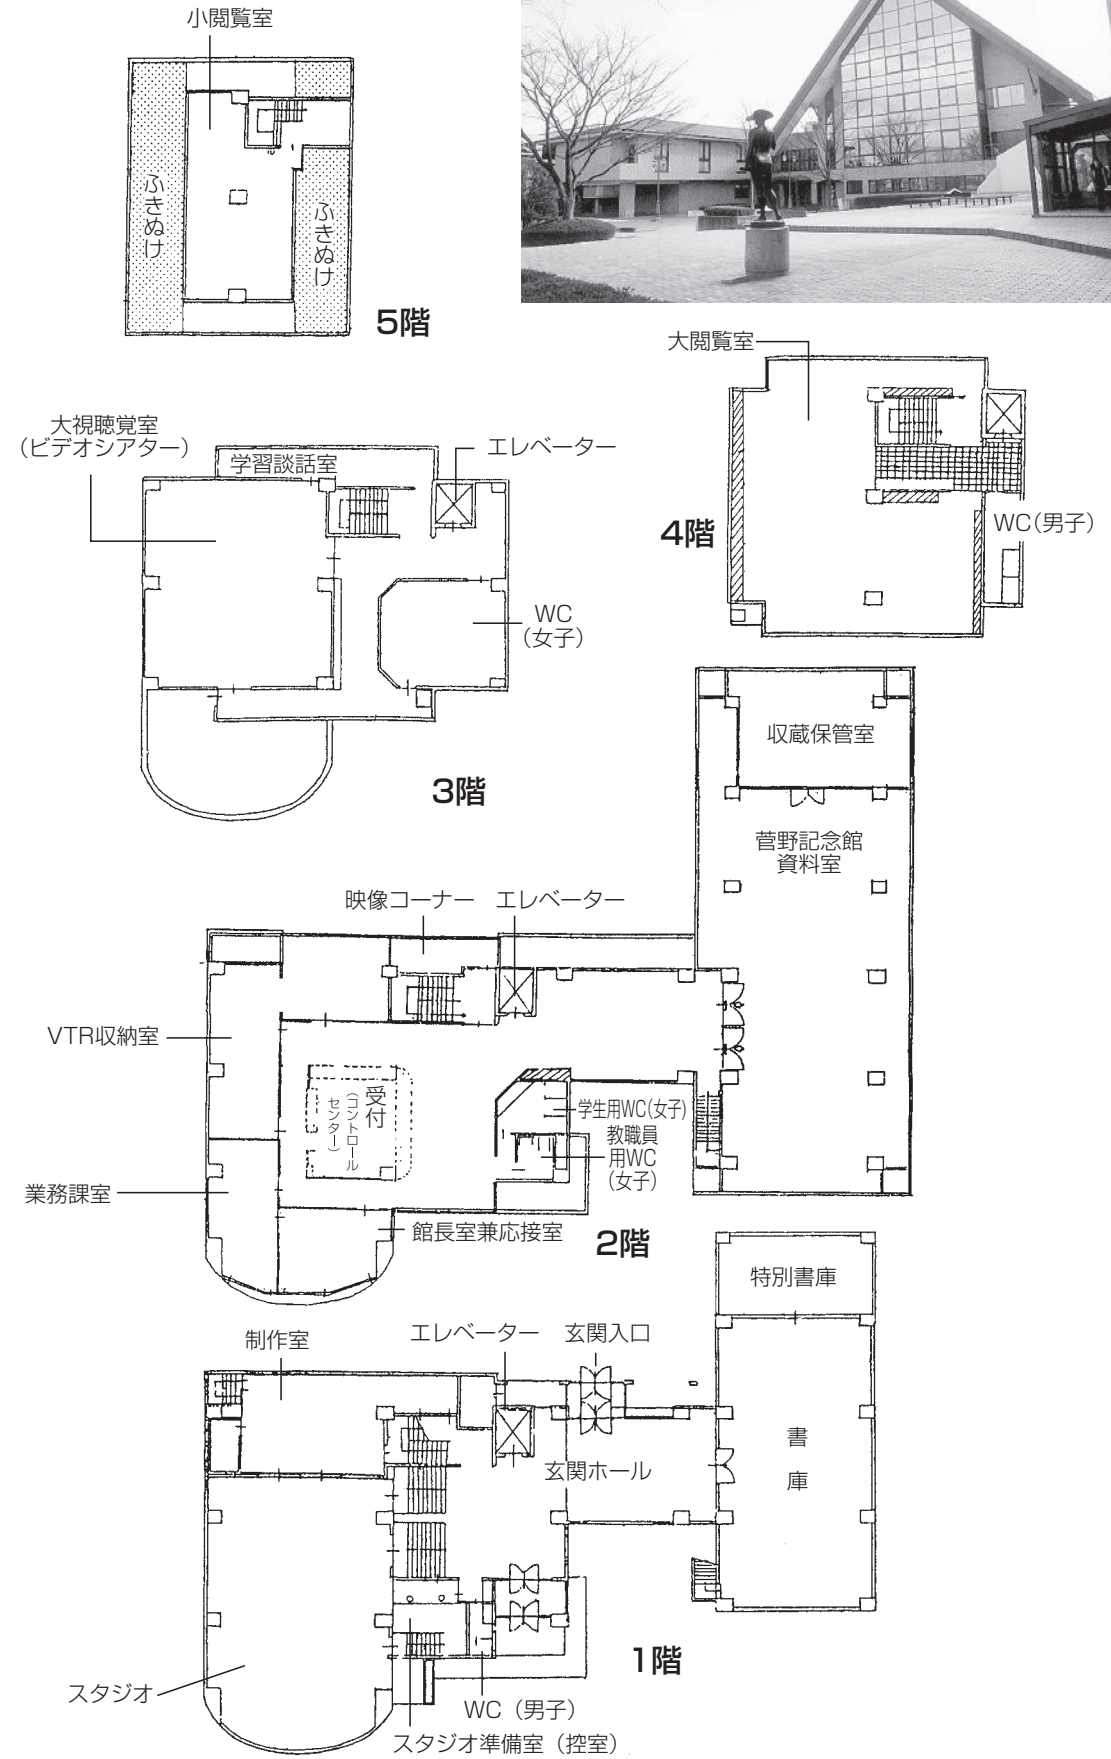 小閲覧室
ふきぬけ
ふきぬけ
5階
大閲覧室
4階
WC(男子)
大視聴覚室
(ビデオシアター)
学習談話室
エレベーター
WC
(女子)
3階
収蔵保管室
菅野記念館
資料室
映像コーナー
エレベーター
VTR収納室
受付
(コントロール
センター)
学生用WC(女子)
教職員
用WC
(女子)
業務課室
館長室兼応接室
2階
特別書庫
制作室
エレベーター
玄関入口
書庫
玄関ホール
1階
スタジオ
WC(男子)
スタジオ準備室(控室)